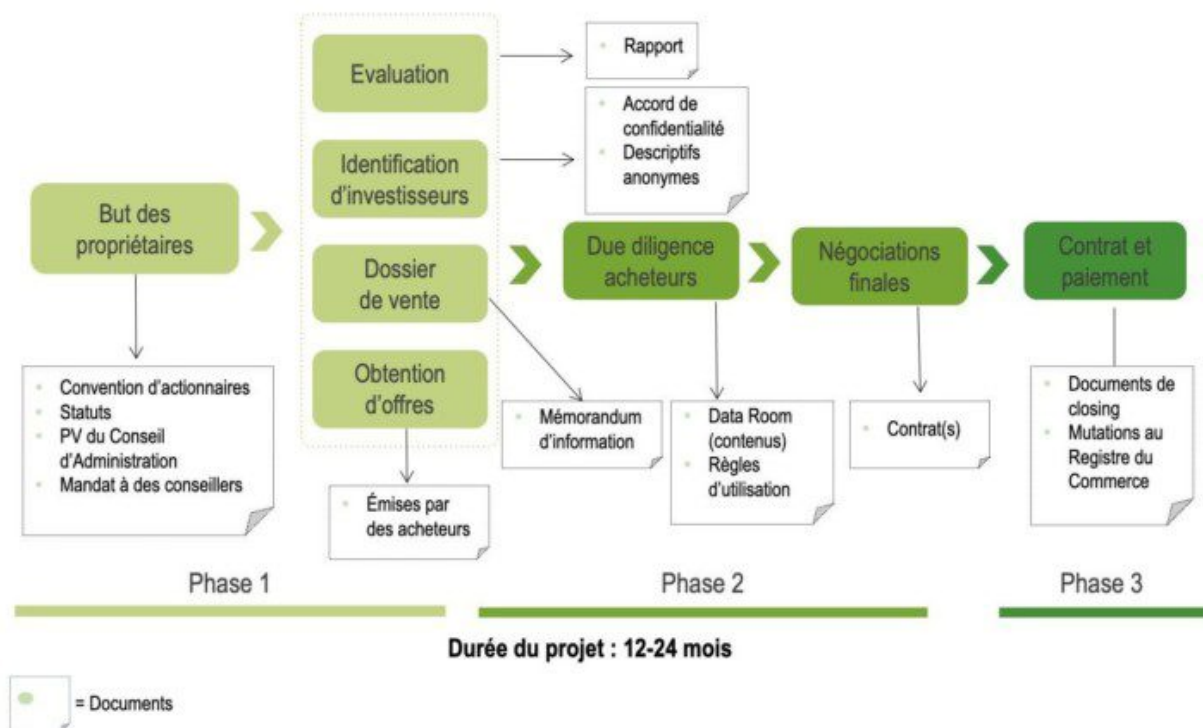 Evaluation
Rapport
Accord de
confidentialité
Descriptifs
anonymes
Identification
d'investisseurs
But des
propriétaires
Dossier
de vente
Due diligence
acheteurs
Négociations
finales
Contrat et
paiement
Obtention
d'offres
Convention d'actionnaires
Statuts
PV du Conseil
d'Administration
Mandat à des conseillers
Émises par
des acheteurs
Mémorandum
d'information
Data Room
(contenus)
Règles
d'utilisation
Contrat(s)
Documents de
closing
Mutations au
Registre du
Commerce
Phase 1
Phase 2
Phase 3
Durée du projet : 12-24 mois
= Documents